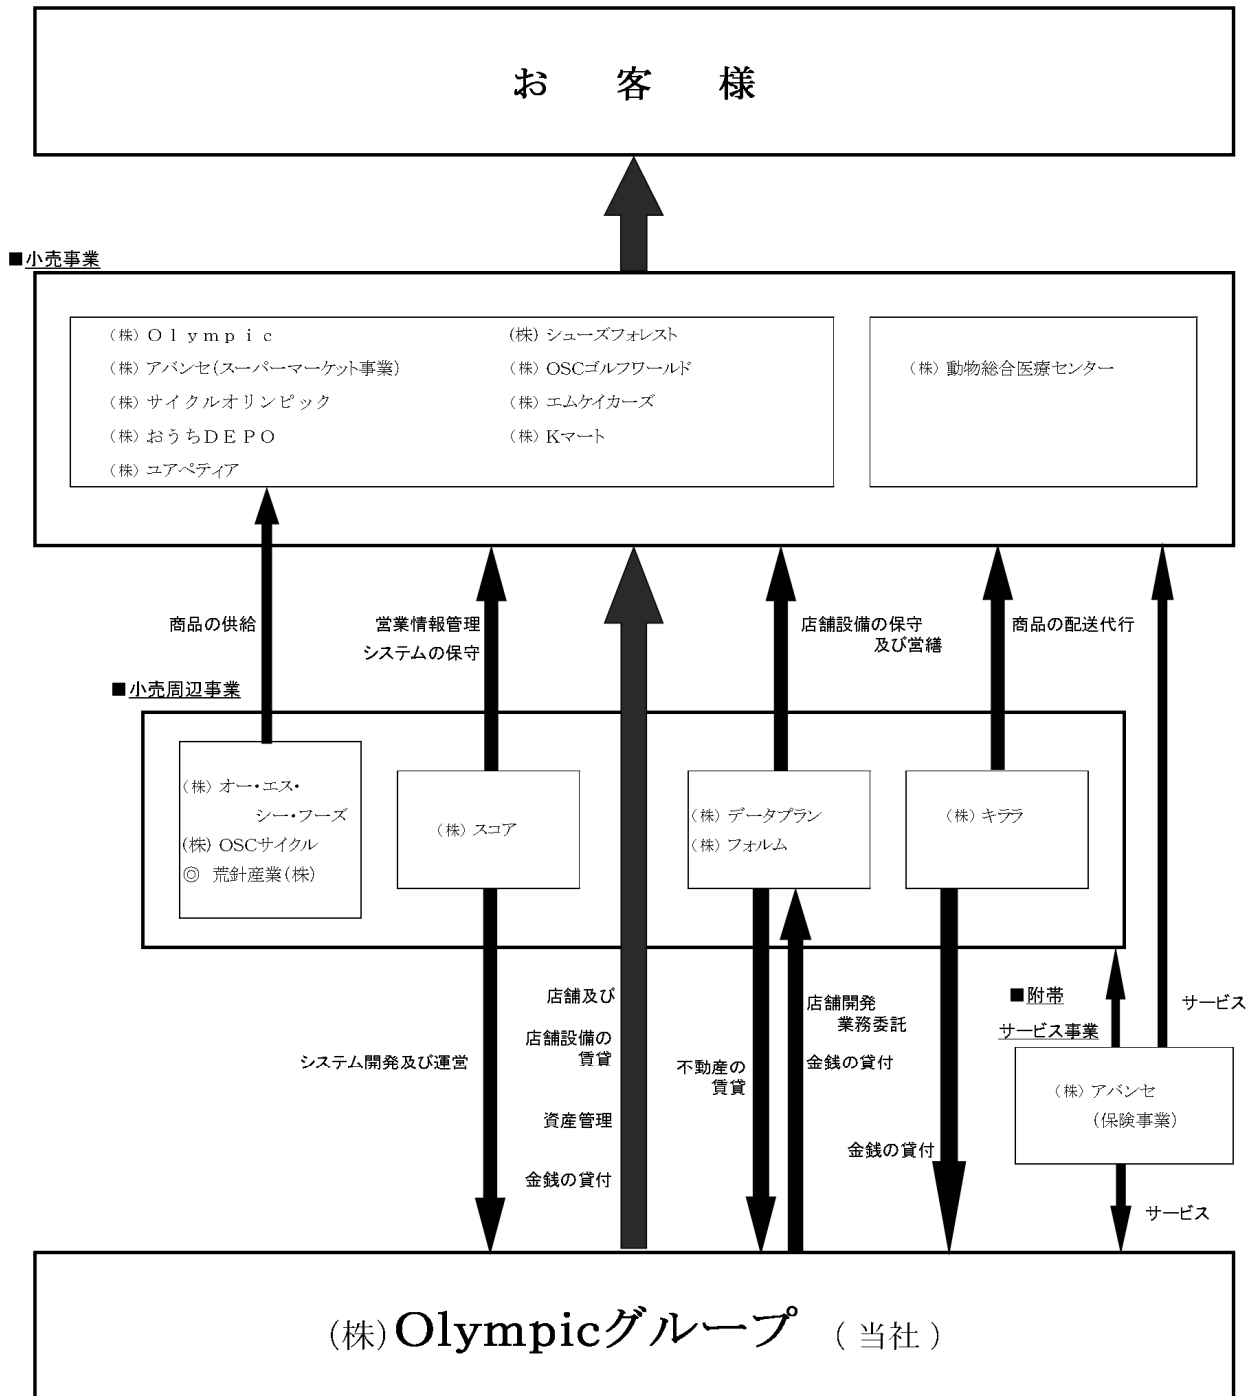 お 客 様
■小売事業
(株) Olympic
(株) アバンセ(スーパーマーケット事業)
(株) サイクルオリンピック
(株) おうちDEPO
(株) ユアペティア
(株) シューズフォレスト
(株) OSCゴルフワールド
(株) エムケイカーズ
(株) Kマート
(株) 動物総合医療センター
商品の供給
営業情報管理
システムの保守
店舗設備の保守
及び営繕
商品の配送代行
■小売周辺事業
(株) オー・エス・
シー・フーズ
(株) OSCサイクル
◎ 荒針産業(株)
(株) スコア
(株) データプラン
(株) フォルム
(株) キララ
システム開発及び運営
店舗及び
店舗設備の
賃貸
資産管理
金銭の貸付
不動産の
賃貸
店舗開発
業務委託
金銭の貸付
金銭の貸付
■附帯
サービス事業
サービス
(株) アバンセ
(保険事業)
サービス
(株)Olympicグループ (当社)